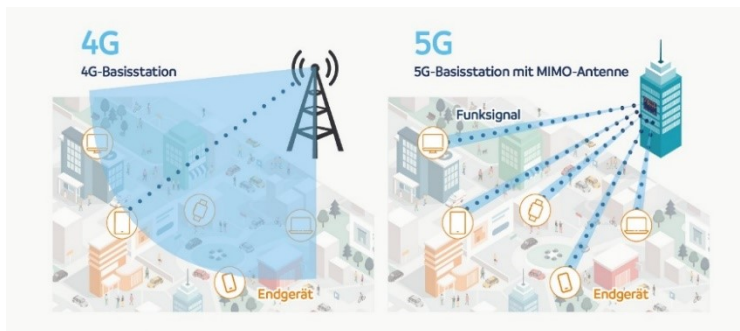 4G
4G-Basisstation
Endgerät
5G
5G-Basisstation mit MIMO-Antenne
Funksignal
Endgerät